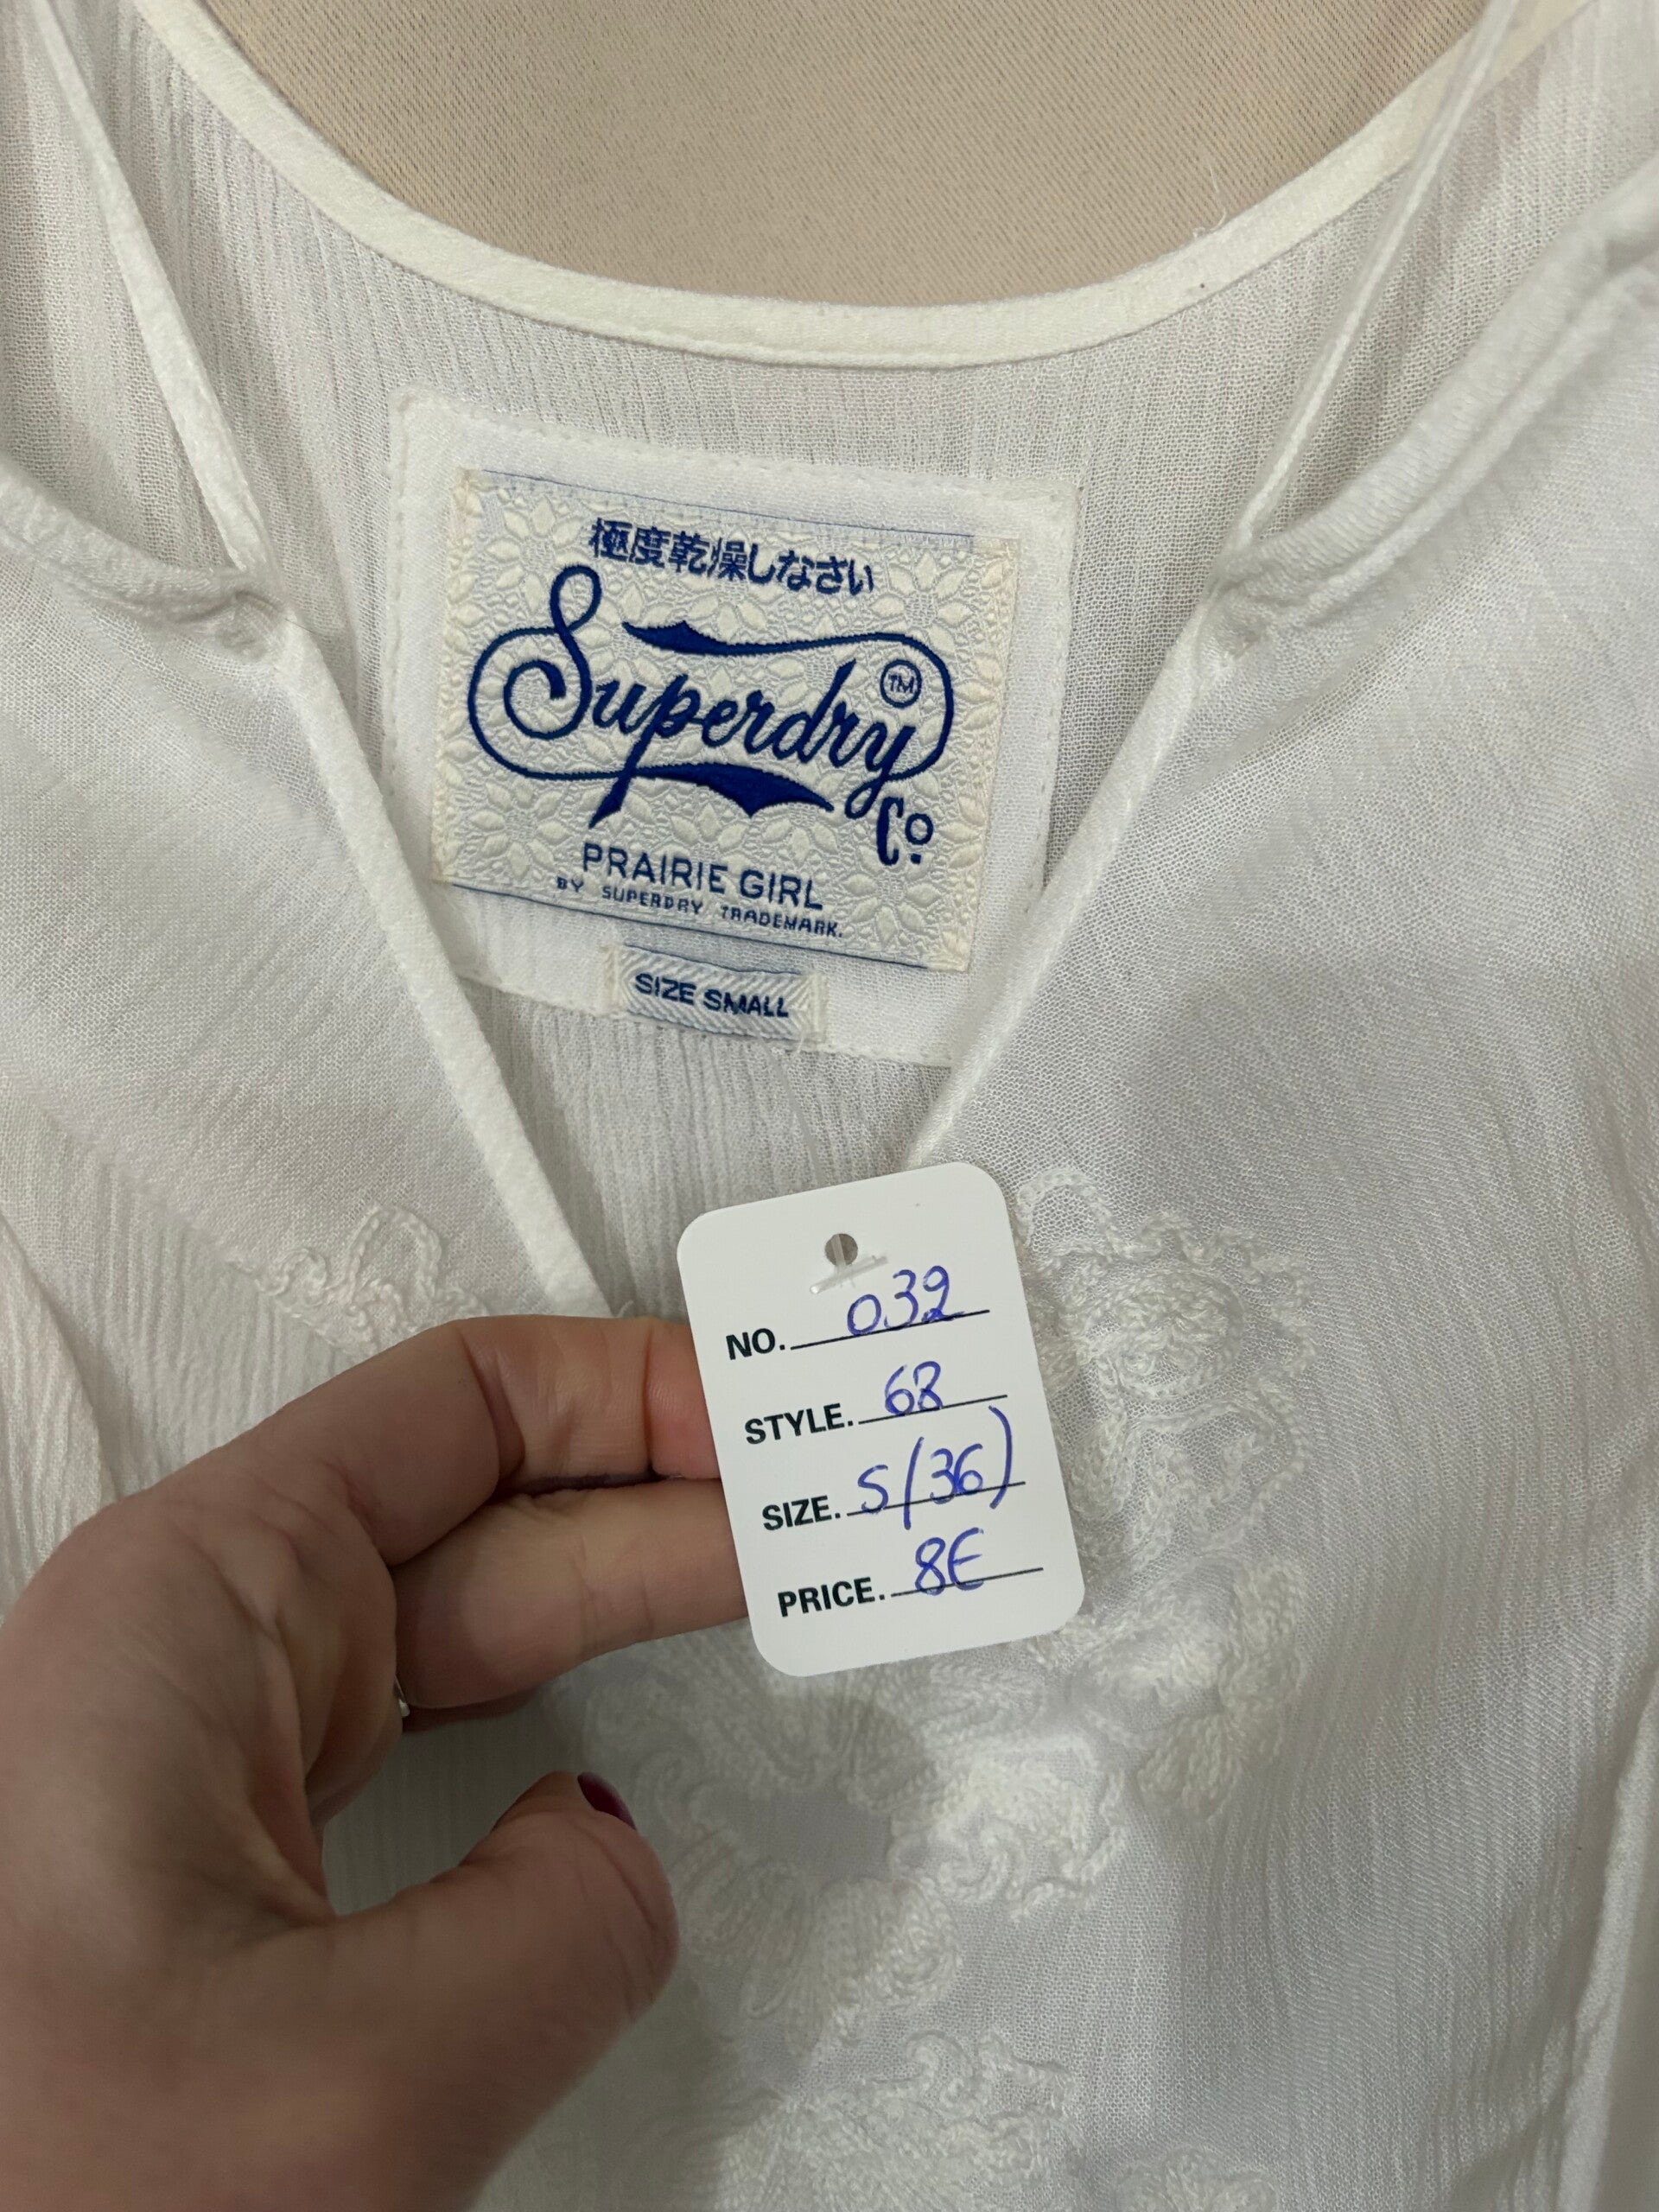 極度乾燥しなさい
Superdry TM
Co.
PRAIRIE GIRL
BY SUPERDRY TRADEMARK.
SIZE SMALL
NO. 032
STYLE. 68
SIZE. S/(36)
PRICE. 8€